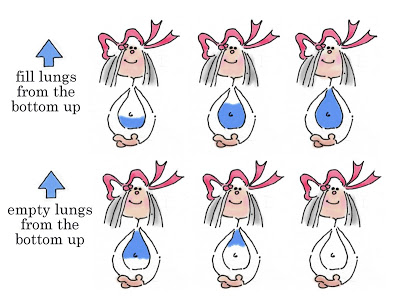 fill lungs
from the
bottom up
empty lungs
from the
bottom up